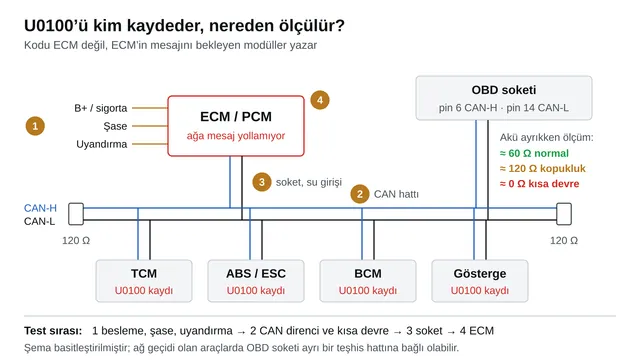 U0100’ü kim kaydeder, nereden ölçülür?
Kodu ECM değil, ECM’in mesajını bekleyen modüller yazar
OBD soketi
pin 6 CAN-H · pin 14 CAN-L
4
B+ / sigorta
1
Şase
Uyandırma
ECM / PCM
ağa mesaj yollamıyor
Akü ayrıkken ölçüm:
≈ 60 Ω normal
≈ 120 Ω kopukluk
≈ 0 Ω kısa devre
3 soket, su girişi
2 CAN hattı
CAN-H
CAN-L
120 Ω
120 Ω
TCM
U0100 kaydı
ABS / ESC
U0100 kaydı
BCM
U0100 kaydı
Gösterge
U0100 kaydı
Test sırası: 1 besleme, şase, uyandırma → 2 CAN direnci ve kısa devre → 3 soket → 4 ECM
Şema basitleştirilmiştir; ağ geçidi olan araçlarda OBD soketi ayrı bir teşhis hattına bağlı olabilir.